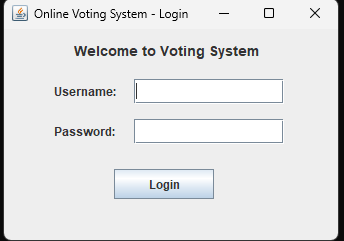 Online Voting System - Login
Welcome to Voting System
Username:
Password:
Login